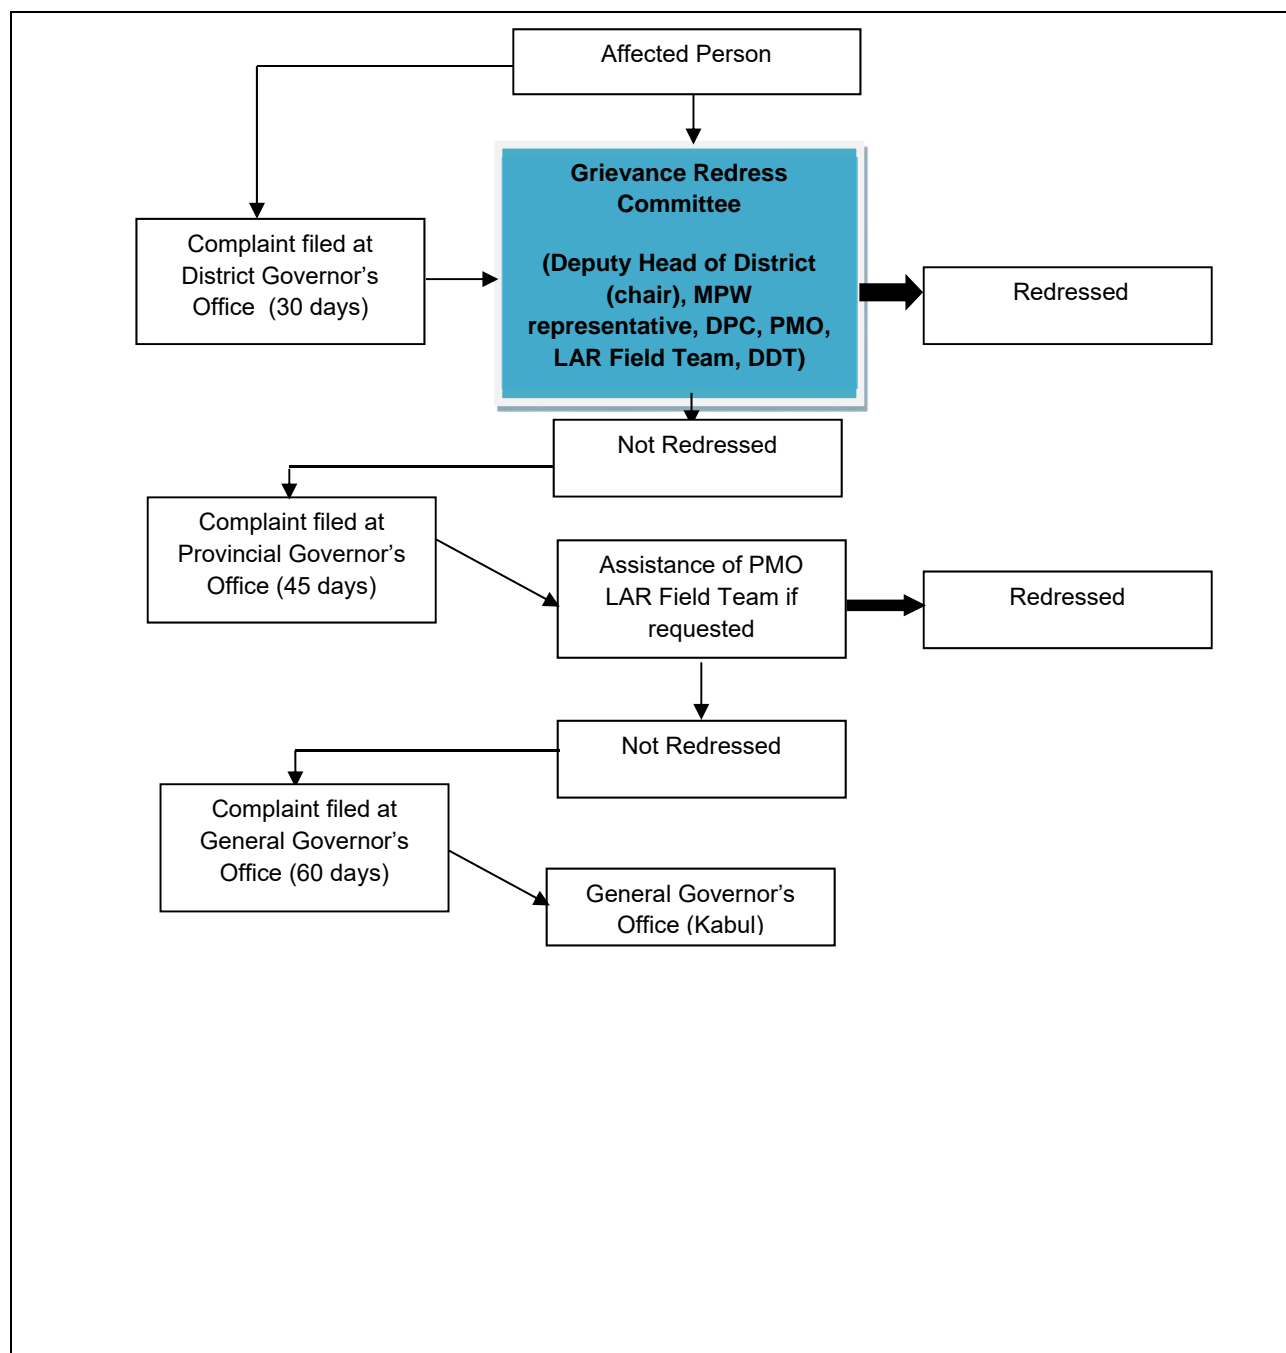 Affected Person
Grievance Redress
Committee
(Deputy Head of District
(chair), MPW
representative, DPC, PMO,
LAR Field Team, DDT)
Complaint filed at
District Governor’s
Office (30 days)
Redressed
Not Redressed
Complaint filed at
Provincial Governor’s
Office (45 days)
Assistance of PMO
LAR Field Team if
requested
Redressed
Not Redressed
Complaint filed at
General Governor’s
Office (60 days)
General Governor’s
Office (Kabul)